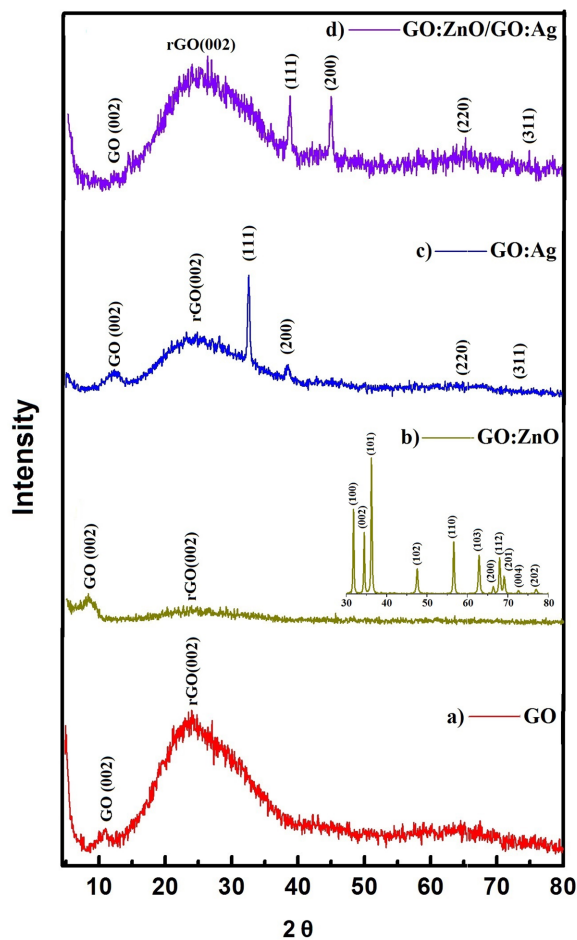 d) GO:ZnO/GO:Ag
rGO(002)
GO (002)
(111)
(200)
(220)
(311)
c) GO:Ag
(111)
rGO(002)
GO (002)
(200)
(220)
(311)
Intensity
b) GO:ZnO
(101)
(100)
(002)
(110)
(102)
(103)
(112)
(200)
(201)
(004)
(202)
30 40 50 60 70 80
GO (002)
rGO(002)
a) GO
rGO(002)
GO (002)
10 20 30 40 50 60 70 80
2 θ